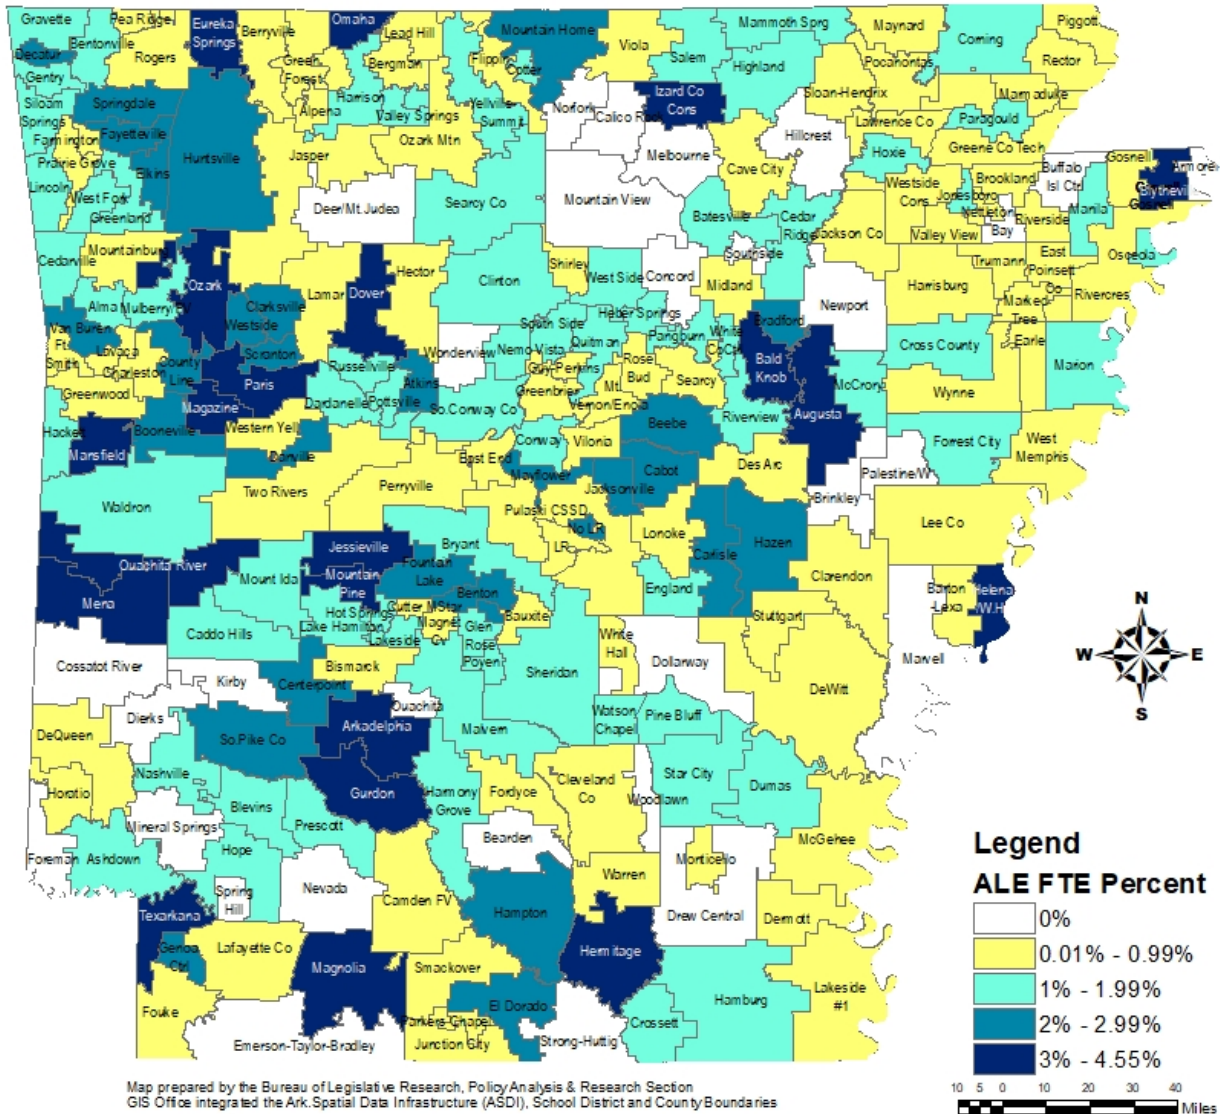 Gravette
Pea Ridge
Eureka
Springs
Omaha
Mountain Home
Mammoth Sprg
Maynard
Corning
Piggott
Decatur
Bentonville
Rogers
Berryville
Lead Hill
Viola
Salem
Highland
Pocahontas
Rector
Gentry
Green
Forest
Bergman
Flippin
Cotter
Izard Co
Cons
Sloan-Hendrix
Marmaduke
Siloam
Springs
Springdale
Alpena
Harrison
Valley Springs
Yellville-
Summit
Norfork
Calico Rock
Hillcrest
Lawrence Co
Paragould
Farmington
Fayetteville
Ozark Mtn
Hoxie
Greene Co Tech
Prairie Grove
Elkins
Huntsville
Jasper
Melbourne
Cave City
Buffalo
Isl Ctrl
Gosnell
Armorel
Lincoln
West Fork
Greenland
Deer/Mt.Judea
Searcy Co
Mountain View
Batesville
Cedar
Ridge
Westside
Cons
Brookland
Jonesboro
Nettleton
Riverside
Manila
Blytheville
Gosnell
Cedarville
Mountainburg
Jackson Co
Valley View
Bay
Southside
Trumann
East
Poinsett
Co
Osceola
Ozark
Hector
Clinton
Shirley
West Side
Concord
Midland
Harrisburg
Alma
Mulberry/
Clarksville
Lamar
Dover
Newport
Marked
Tree
Rivercrest
Van Buren
Westside
South Side
Heber Springs
Bradford
Ft
Smith
Lavaca
Charleston
County
Line
Scranton
Russellville
Wonderview
Nemo Vista
Quitman
Pangburn
White
Co Ctrl
Bald
Knob
Cross County
Earle
Marion
Greenwood
Paris
Atkins
Guy-Perkins
Rose
Bud
Searcy
McCrory
Wynne
Magazine
Dardanelle
Pottsville
So.Conway Co
Greenbrier
Mt.
Vernon/Enola
Riverview
Augusta
Hackett
Mansfield
Booneville
Western Yell
Danville
Conway
Vilonia
Beebe
Forrest City
West
Memphis
Waldron
Two Rivers
Perryville
East End
Mayflower
Jacksonville
Cabot
Des Arc
Palestine/W
Brinkley
Pulaski CSSD
No LR
LR
Lonoke
Carlisle
Hazen
Lee Co
Ouachita River
Jessieville
Fountain
Lake
Bryant
Mena
Mount Ida
Mountain
Pine
Benton
England
Clarendon
Barton
-Lexa
Helena
/W.H
Hot Springs
Cutter M Star
Magnet
Cv
Bauxite
Stuttgart
Caddo Hills
Lake Hamilton
Lakeside
Glen
Rose
Poyen
White
Hall
Cossatot River
Kirby
Bismarck
Centerpoint
Sheridan
Dollarway
DeWitt
Marvell
Dierks
Ouachita
Arkadelphia
Malvern
Watson
Chapel
Pine Bluff
DeQueen
So.Pike Co
Nashville
Horatio
Blevins
Gurdon
Harmony
Grove
Fordyce
Cleveland
Co
Star City
Dumas
Woodlawn
Mineral Springs
Prescott
Bearden
McGehee
Foreman
Ashdown
Hope
Monticello
Spring
Hill
Nevada
Camden FV
Warren
Texarkana
Hampton
Drew Central
Dermott
Genoa
Ctrl
Lafayette Co
Magnolia
Smackover
Hermitage
Fouke
El Dorado
Hamburg
Lakeside
#1
Parkers Chapel
Junction City
Crossett
Strong-Huttig
Emerson-Taylor-Bradley
N
W
E
S
Legend
ALE FTE Percent
0%
0.01% - 0.99%
1% - 1.99%
2% - 2.99%
3% - 4.55%
10 5 0 10 20 30 40
Miles
Map prepared by the Bureau of Legislative Research, Policy Analysis & Research Section
GIS Office integrated the Ark.Spatial Data Infrastructure (ASDI), School District and County Boundaries